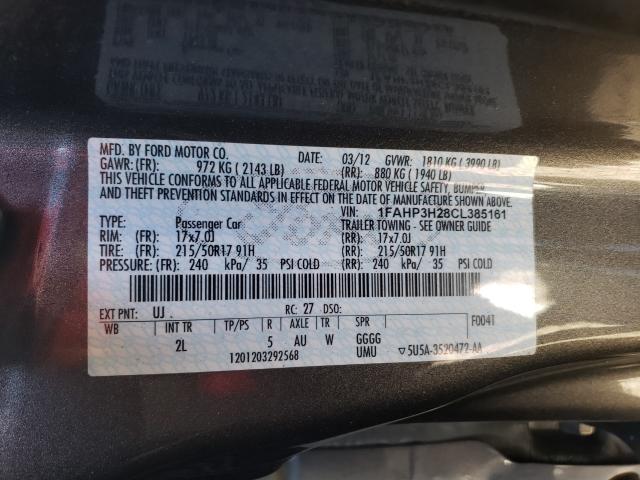 MFD. BY FORD MOTOR CO.
DATE: 03/12 GVWR: 1810 KG ( 3990 LB)
GAWR: (FR): 972 KG ( 2143 LB) (RR): 880 KG ( 1940 LB)
THIS VEHICLE CONFORMS TO ALL APPLICABLE FEDERAL MOTOR VEHICLE SAFETY, BUMPER,
THEFT PREVENTION STANDARDS IN EFFECT ON THE DATE OF MANUFACTURE SHOWN ABOVE.
VIN: 1FAHP3H28CL385161
TYPE: Passenger Car TRAILER TOWING - SEE OWNER GUIDE
RIM: (FR): 17x7.0J (RR): 17x7.0J
TIRE: (FR): 215/50R17 91H (RR): 215/50R17 91H
PRESSURE: (FR): 240 kPa/ 35 PSI COLD (RR): 240 kPa/ 35 PSI COLD
EXT PNT: UJ RC: 27 DSO: F004T
WB INT TR TP/PS R AXLE TR SPR
2L 5 AU W GGGG
1201203292568 UMU ▽5U5A-3520472-AA